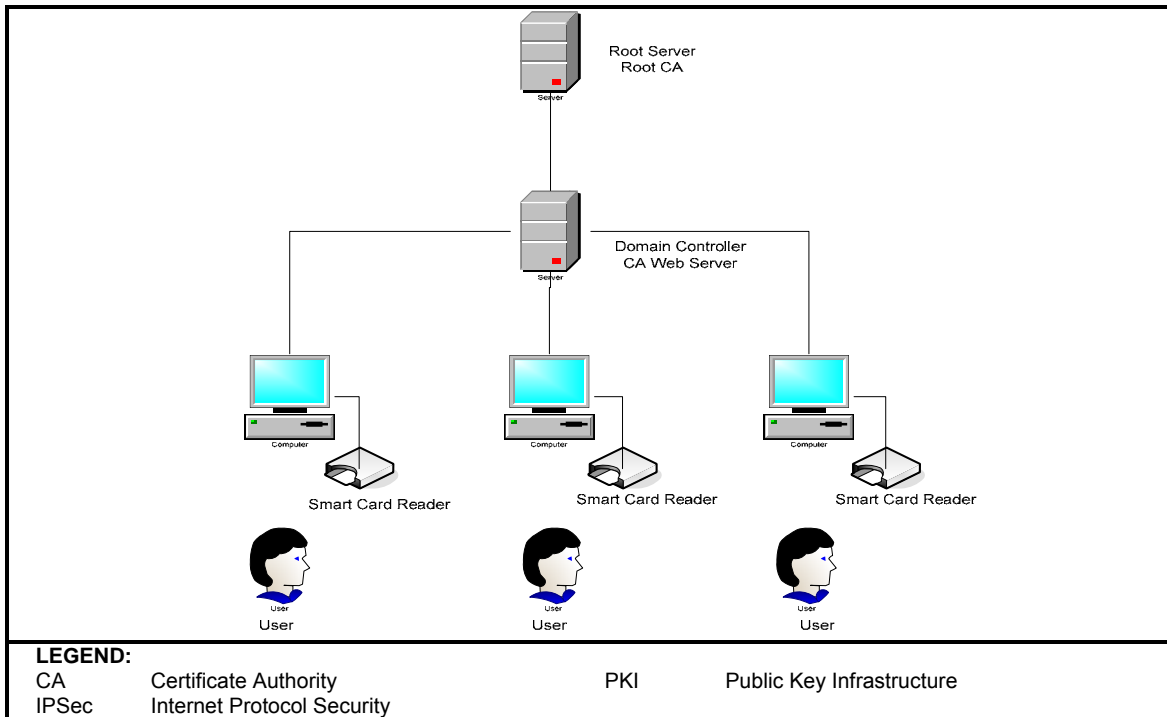 Root Server
Root CA
Server
Domain Controller
CA Web Server
Server
Computer
Computer
Computer
Smart Card Reader
Smart Card Reader
Smart Card Reader
User
User
User
User
User
User
LEGEND:
CA Certificate Authority PKI Public Key Infrastructure
IPSec Internet Protocol Security